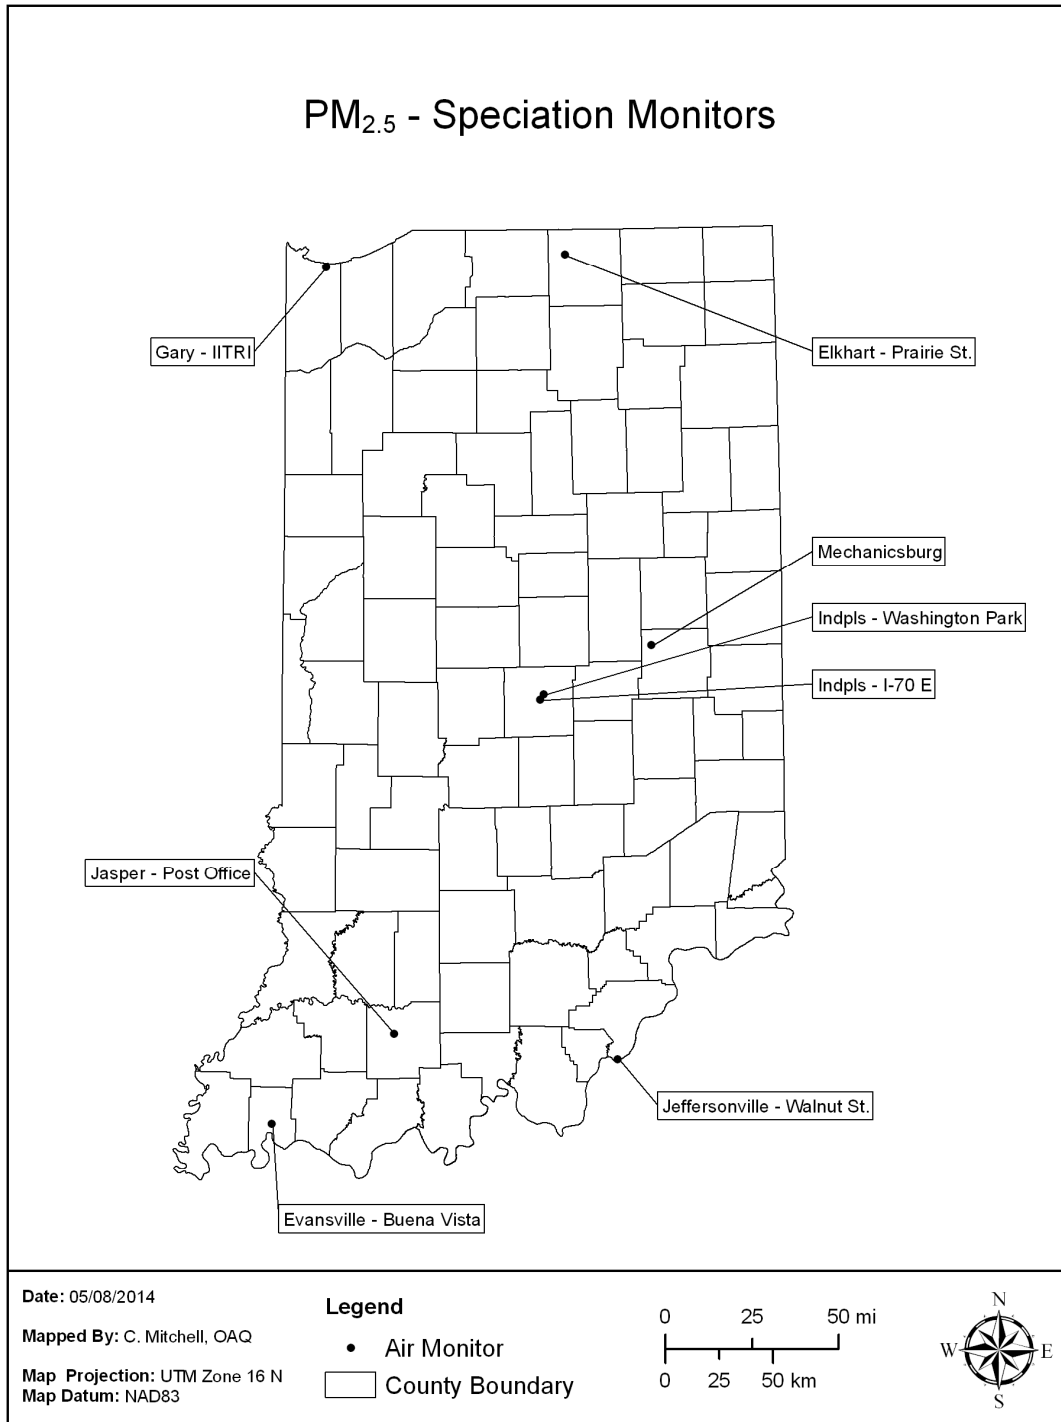 PM2.5 - Speciation Monitors
Gary - IITRI
Elkhart - Prairie St.
Mechanicsburg
Indpls - Washington Park
Indpls - I-70 E
Jasper - Post Office
Jeffersonville - Walnut St.
Evansville - Buena Vista
Date: 05/08/2014
Mapped By: C. Mitchell, OAQ
Map Projection: UTM Zone 16 N
Map Datum: NAD83
Legend
Air Monitor
County Boundary
0 25 50 mi
0 25 50 km
N
W E
S